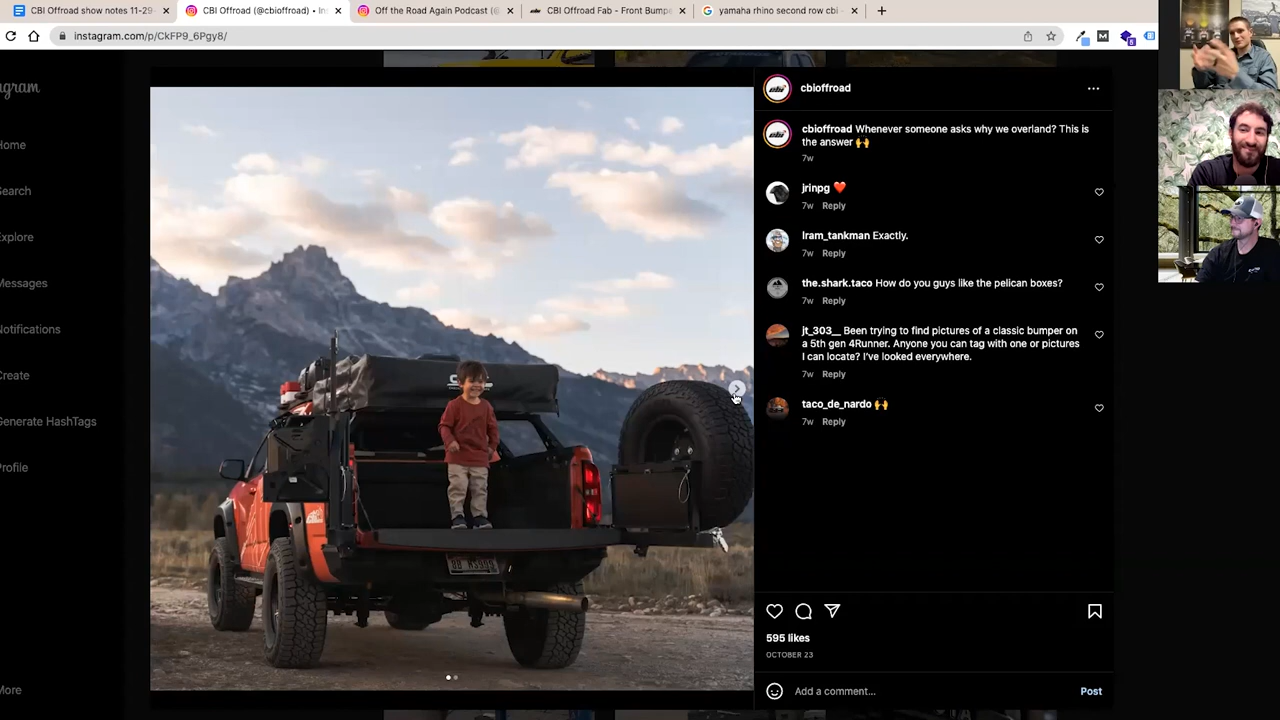 CBI Offroad show notes 11-29-
CBI Offroad (@cbioffroad) • Ins
Off the Road Again Podcast (@
CBI Offroad Fab - Front Bumpe
yamaha rhino second row cbi -
instagram.com/p/CkFP9_6Pgy8/
agram
Home
Search
Explore
Messages
Notifications
Create
Generate HashTags
Profile
More
cbi
cbioffroad
cbi
cbioffroad Whenever someone asks why we overland? This is
the answer 🙌
7w
jrinpg ❤️
7w Reply
lram_tankman Exactly.
7w Reply
the.shark.taco How do you guys like the pelican boxes?
7w Reply
jt_303__ Been trying to find pictures of a classic bumper on
a 5th gen 4Runner. Anyone you can tag with one or pictures
I can locate? I've looked everywhere.
7w Reply
taco_de_nardo 🙌
7w Reply
595 likes
OCTOBER 23
Add a comment...
Post